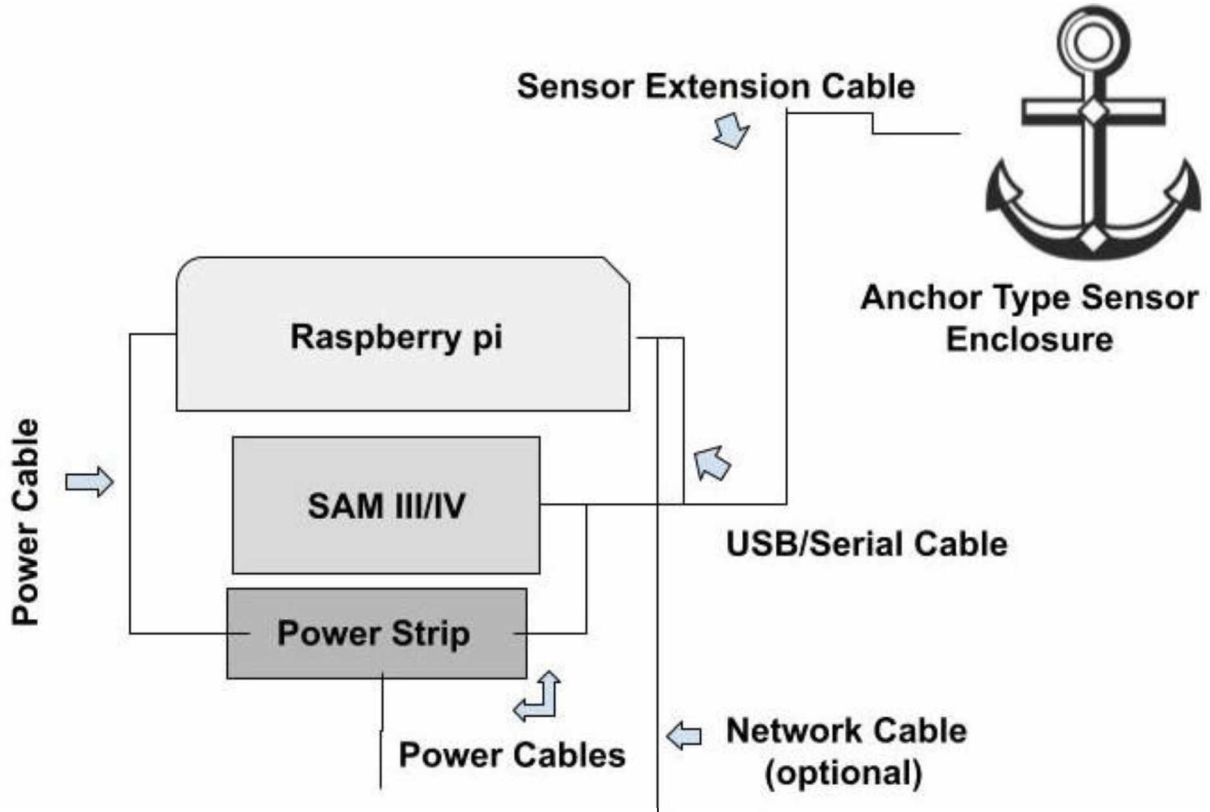 Sensor Extension Cable
Anchor Type Sensor
Enclosure
Raspberry pi
Power Cable
SAM III/IV
USB/Serial Cable
Power Strip
Power Cables
Network Cable
(optional)